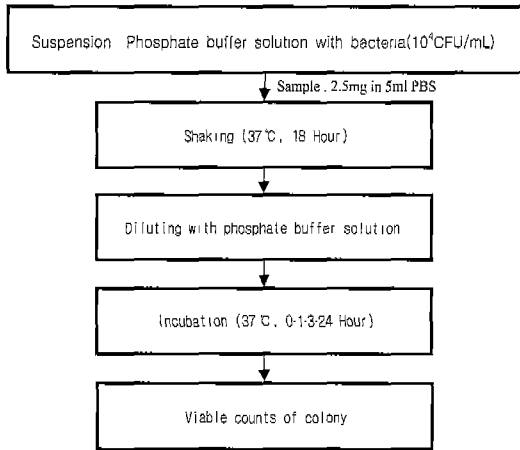 Suspension Phosphate buffer solution with bacteria(10⁴CFU/mL)
Sample . 2.5mg in 5ml PBS
Shaking (37℃, 18 Hour)
Diluting with phosphate buffer solution
Incubation (37℃, 0-1-3-24 Hour)
Viable counts of colony